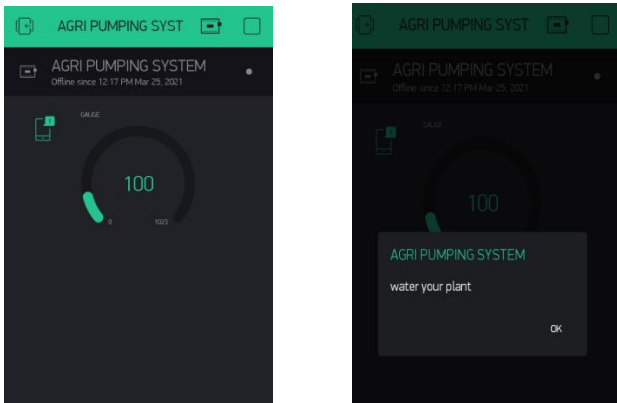 AGRI PUMPING SYST
AGRI PUMPING SYSTEM
Offline since 12:17 PM Mar 25, 2021
GAUGE
100
0 1023
AGRI PUMPING SYST
AGRI PUMPING SYSTEM
Offline since 12:17 PM Mar 25, 2021
GAUGE
100
AGRI PUMPING SYSTEM
water your plant
OK